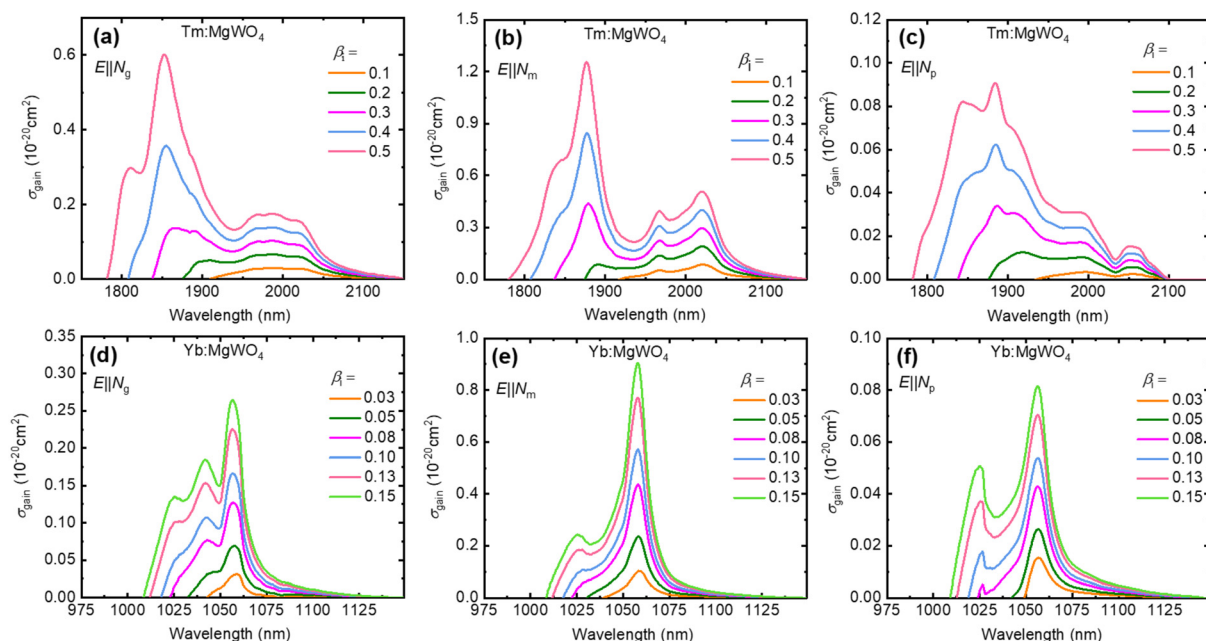 (a)
Tm:MgWO4
E||Ng
βi =
0.1
0.2
0.3
0.4
0.5
σgain (10-20cm2)
0.6
0.4
0.2
0.0
1800 1900 2000 2100
Wavelength (nm)
(b)
Tm:MgWO4
E||Nm
βi =
0.1
0.2
0.3
0.4
0.5
σgain (10-20cm2)
1.5
1.2
0.9
0.6
0.3
0.0
1800 1900 2000 2100
Wavelength (nm)
(c)
Tm:MgWO4
E||Np
βi =
0.1
0.2
0.3
0.4
0.5
σgain (10-20cm2)
0.12
0.10
0.08
0.06
0.04
0.02
0.00
1800 1900 2000 2100
Wavelength (nm)
(d)
Yb:MgWO4
E||Ng
βi =
0.03
0.05
0.08
0.10
0.13
0.15
σgain (10-20cm2)
0.35
0.30
0.25
0.20
0.15
0.10
0.05
0.00
975 1000 1025 1050 1075 1100 1125
Wavelength (nm)
(e)
Yb:MgWO4
E||Nm
βi =
0.03
0.05
0.08
0.10
0.13
0.15
σgain (10-20cm2)
1.0
0.8
0.6
0.4
0.2
0.0
975 1000 1025 1050 1075 1100 1125
Wavelength (nm)
(f)
Yb:MgWO4
E||Np
βi =
0.03
0.05
0.08
0.10
0.13
0.15
σgain (10-20cm2)
0.10
0.08
0.06
0.04
0.02
0.00
975 1000 1025 1050 1075 1100 1125
Wavelength (nm)